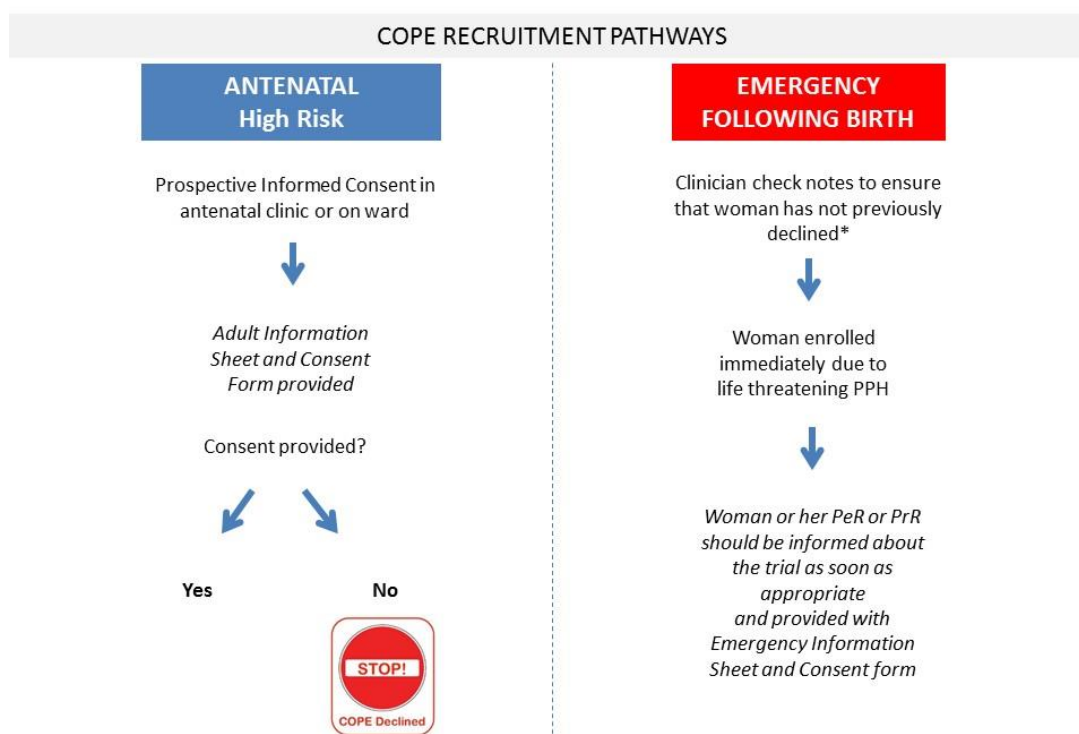 COPE RECRUITMENT PATHWAYS
ANTENATAL
High Risk
Prospective Informed Consent in
antenatal clinic or on ward
Adult Information
Sheet and Consent
Form provided
Consent provided?
Yes
No
STOP!
COPE Declined
EMERGENCY
FOLLOWING BIRTH
Clinician check notes to ensure
that woman has not previously
declined*
Woman enrolled
immediately due to
life threatening PPH
Woman or her PeR or PrR
should be informed about
the trial as soon as
appropriate
and provided with
Emergency Information
Sheet and Consent form